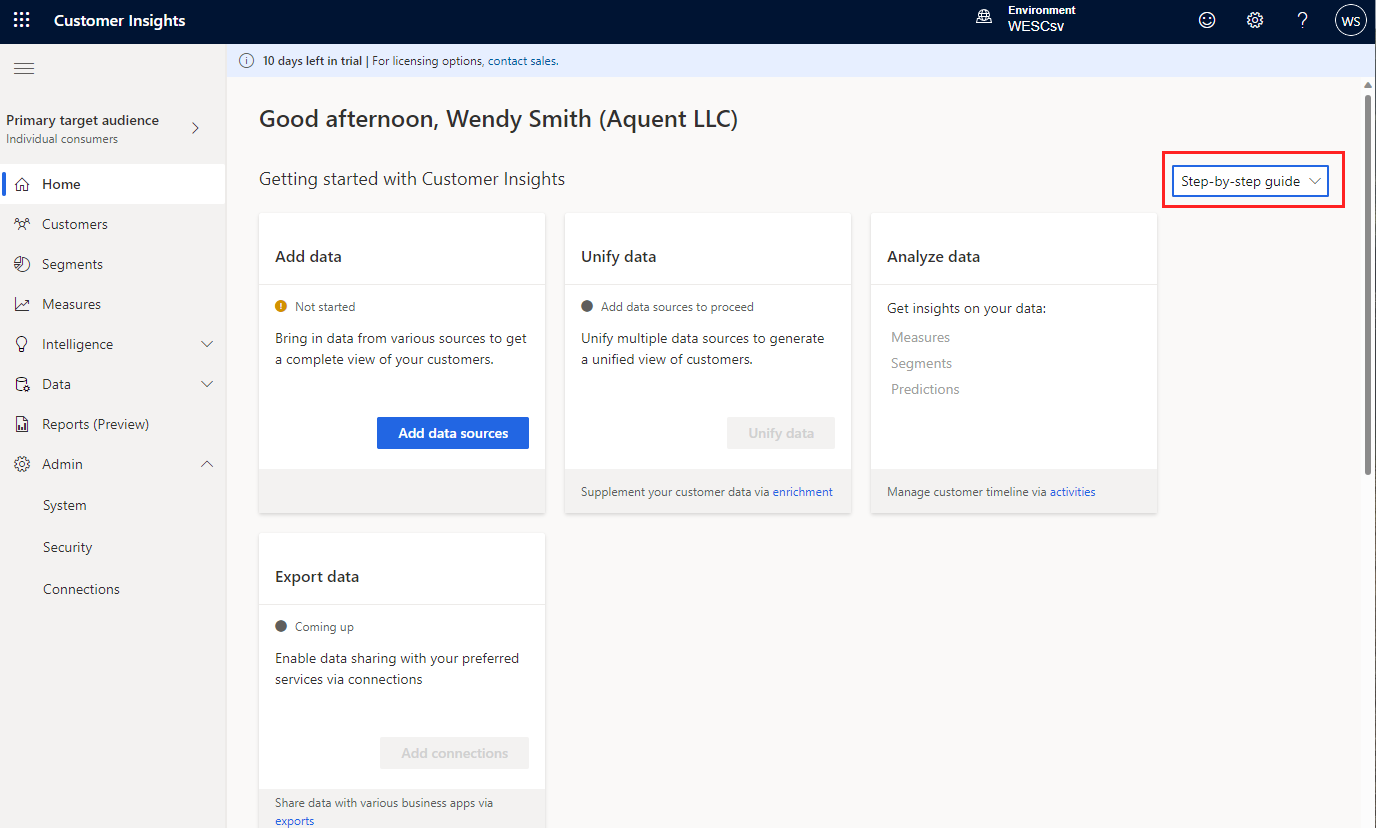 Customer Insights
Environment
WESCsv
?
WS
10 days left in trial | For licensing options, contact sales.
Primary target audience
Individual consumers
Home
Customers
Segments
Measures
Intelligence
Data
Reports (Preview)
Admin
System
Security
Connections
Good afternoon, Wendy Smith (Aquent LLC)
Getting started with Customer Insights
Step-by-step guide
Add data
Not started
Bring in data from various sources to get
a complete view of your customers.
Add data sources
Unify data
Add data sources to proceed
Unify multiple data sources to generate
a unified view of customers.
Unify data
Supplement your customer data via enrichment
Analyze data
Get insights on your data:
Measures
Segments
Predictions
Manage customer timeline via activities
Export data
Coming up
Enable data sharing with your preferred
services via connections
Add connections
Share data with various business apps via
exports